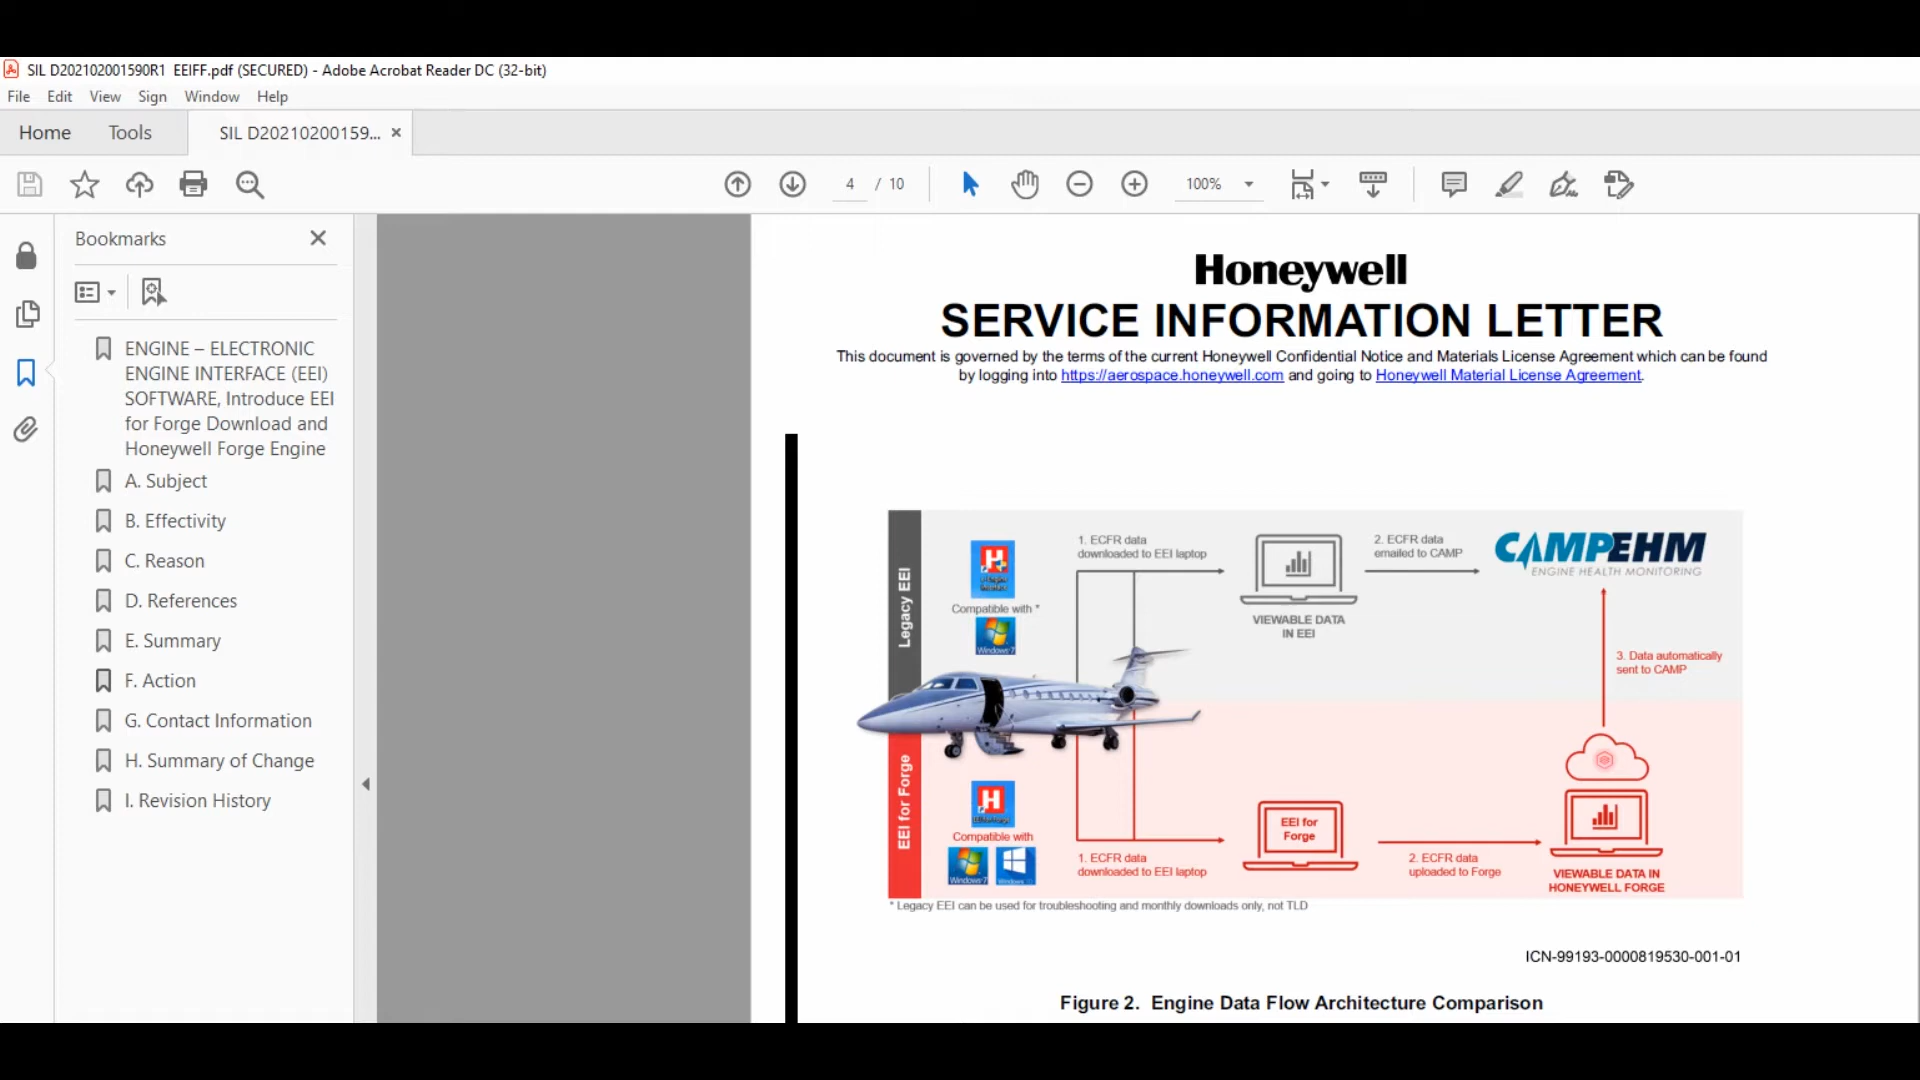 SIL D202102001590R1 EEIFF.pdf (SECURED) - Adobe Acrobat Reader DC (32-bit)
File Edit View Sign Window Help
Home Tools SIL D20210200159... ×
4 / 10 100%
Bookmarks
ENGINE – ELECTRONIC
ENGINE INTERFACE (EEI)
SOFTWARE, Introduce EEI
for Forge Download and
Honeywell Forge Engine
A. Subject
B. Effectivity
C. Reason
D. References
E. Summary
F. Action
G. Contact Information
H. Summary of Change
I. Revision History
Honeywell
SERVICE INFORMATION LETTER
This document is governed by the terms of the current Honeywell Confidential Notice and Materials License Agreement which can be found
by logging into https://aerospace.honeywell.com and going to Honeywell Material License Agreement.
Legacy EEI
H
Compatible with *
Windows 7
1. ECFR data
downloaded to EEI laptop
VIEWABLE DATA
IN EEI
2. ECFR data
emailed to CAMP
CAMPEHM
ENGINE HEALTH MONITORING
3. Data automatically
sent to CAMP
EEI for Forge
H
Compatible with
Windows 7
Windows 10
1. ECFR data
downloaded to EEI laptop
EEI for
Forge
2. ECFR data
uploaded to Forge
VIEWABLE DATA IN
HONEYWELL FORGE
* Legacy EEI can be used for troubleshooting and monthly downloads only, not TLD
ICN-99193-0000819530-001-01
Figure 2. Engine Data Flow Architecture Comparison